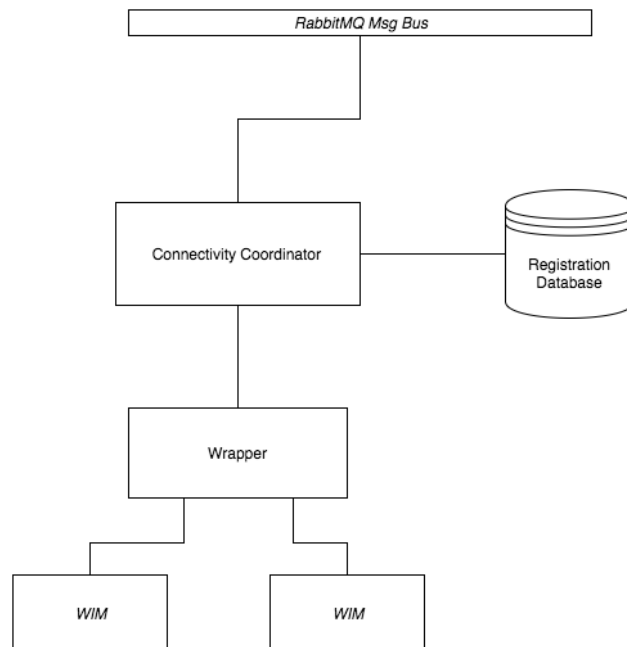 RabbitMQ Msg Bus
Connectivity Coordinator
Registration
Database
Wrapper
WIM
WIM